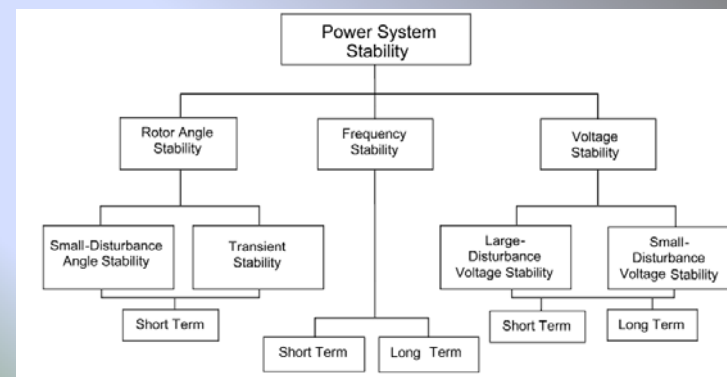 Power System
Stability
Rotor Angle
Stability
Frequency
Stability
Voltage
Stability
Small-Disturbance
Angle Stability
Transient
Stability
Large-
Disturbance
Voltage Stability
Small-
Disturbance
Voltage Stability
Short Term
Short Term
Long Term
Short Term
Long Term